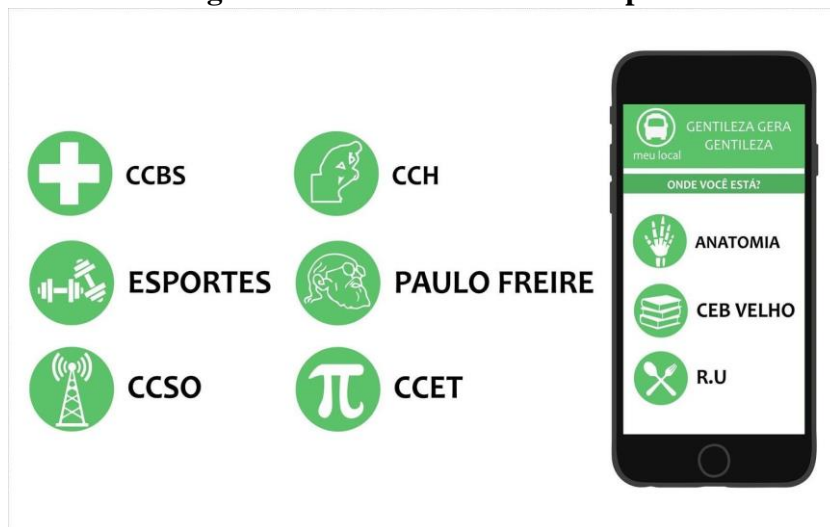 CCBS
CCH
ESPORTES
PAULO FREIRE
CCSO
CCET
GENTILEZA GERA
GENTILEZA
meu local
ONDE VOCÊ ESTÁ?
ANATOMIA
CEB VELHO
R.U